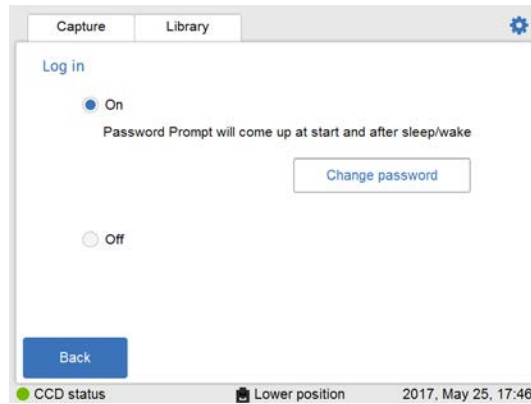 Capture Library
Log in
On
Password Prompt will come up at start and after sleep/wake
Change password
Off
Back
CCD status Lower position 2017, May 25, 17:46